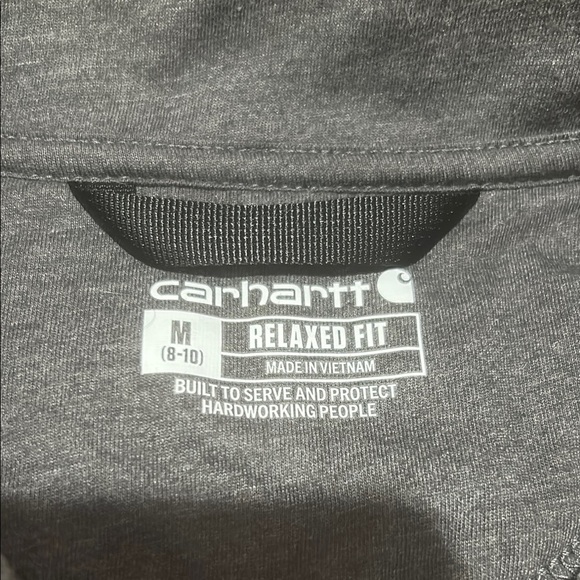 carhartt
M
(8-10)
RELAXED FIT
MADE IN VIETNAM
BUILT TO SERVE AND PROTECT
HARDWORKING PEOPLE